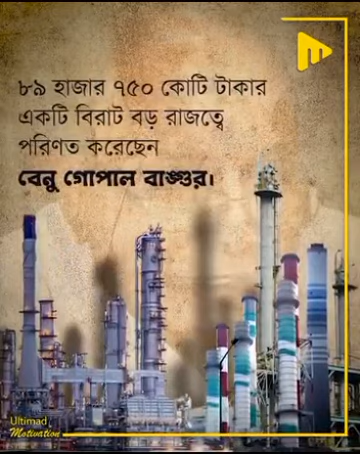 ৮৯ হাজার ৭৫০ কোটি টাকার
একটি বিরাট বড় রাজত্বে
পরিণত করেছেন
বেনু গোপাল বাঙ্গুর।
Ultimad
Motivation